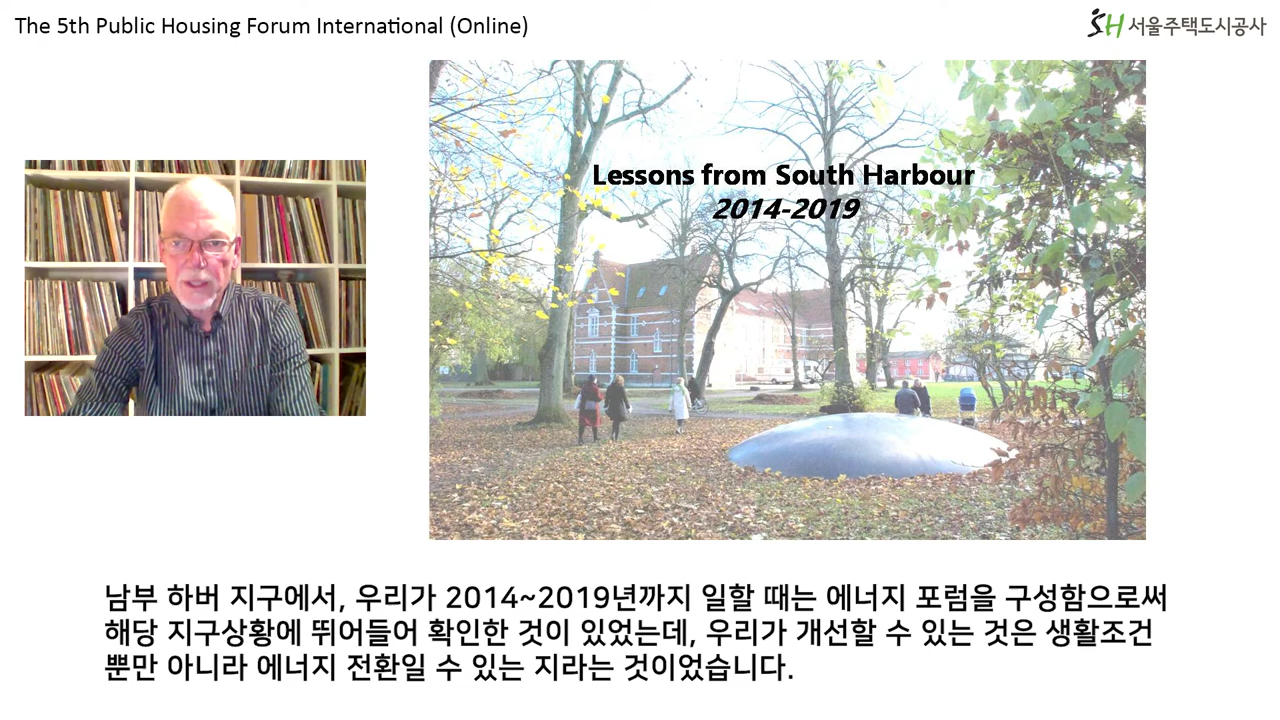 The 5th Public Housing Forum International (Online)
SH 서울주택도시공사
Lessons from South Harbour
2014-2019
남부 하버 지구에서, 우리가 2014~2019년까지 일할 때는 에너지 포럼을 구성함으로써
해당 지구상황에 뛰어들어 확인한 것이 있었는데, 우리가 개선할 수 있는 것은 생활조건
뿐만 아니라 에너지 전환일 수 있는 지라는 것이었습니다.